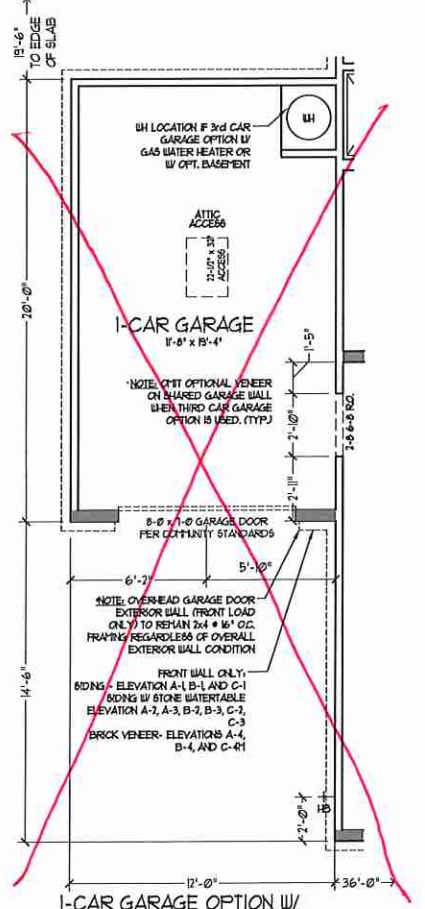 19'-6"
TO EDGE
OF SLAB
WH LOCATION IF 3rd CAR
GARAGE OPTION W/
GAS WATER HEATER OR
W/ OPT. BASEMENT
WH
ATTIC
ACCESS
22-1/2" x 32"
ACCESS
20'-0"
1-CAR GARAGE
11'-8" x 19'-4"
1'-5"
*NOTE: OMIT OPTIONAL VENEER
ON SHARED GARAGE WALL
WHEN THIRD CAR GARAGE
OPTION IS USED. (TYP.)
2'-10"
2-8 6-8 R.O.
2'-11"
8-0 x 7-0 GARAGE DOOR
PER COMMUNITY STANDARDS
6'-2"
5'-10"
*NOTE: OVERHEAD GARAGE DOOR
EXTERIOR WALL (FRONT LOAD
ONLY) TO REMAIN 2x4 @ 16" O.C.
FRAMING REGARDLESS OF OVERALL
EXTERIOR WALL CONDITION
14'-6"
FRONT WALL ONLY:
SIDING - ELEVATION A-1, B-1, AND C-1
SIDING W/ STONE WATERTABLE
ELEVATION A-2, A-3, B-2, B-3, C-2,
C-3
BRICK VENEER- ELEVATIONS A-4,
B-4, AND C-4M
HB
2'-0"
12'-0"
36'-0"
1-CAR GARAGE OPTION W/